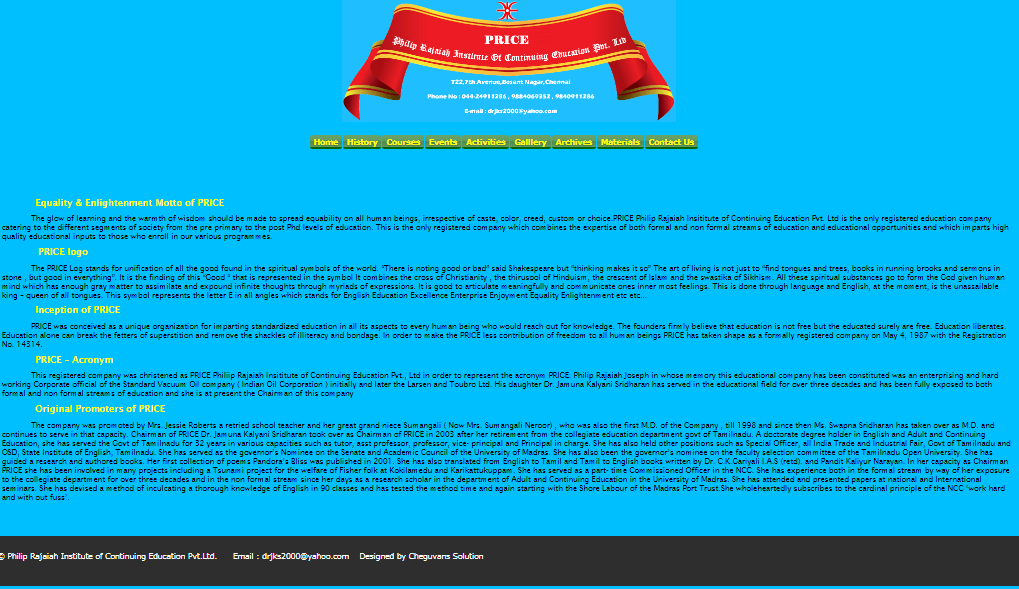 PRICE
Philip Rajaiah Institute Of Continuing Education Pvt. Ltd
T22,7th Avenue,Besant Nagar,Chennai
Phone No : 044-24911286 , 9884069352 , 9840911286
E-mail : drjks2000@yahoo.com
Home History Courses Events Activities Galllery Archives Materials Contact Us
Equality & Enlightenment Motto of PRICE
The glow of learning and the warmth of wisdom should be made to spread equability on all human beings, irrespective of caste, color, creed, custom or choice.PRICE Philip Rajaiah Insitute of Continuing Education Pvt. Ltd is the only registered education company
catering to the different segments of society from the pre primary to the post Phd levels of education. This is the only registered company which combines the expertise of both formal and non formal streams of education and educational opportunities and which imparts high
quality educational inputs to those who enroll in our various programmes.
PRICE logo
The PRICE Log stands for unification of all the good found in the spiritual symbols of the world. "There is noting good or bad" said Shakespeare but "thinking makes it so" The art of living is not just to "find tongues and trees, books in running brooks and sermons in
stone , but good in everything". It is the finding of this "Good " that is represented in the symbol It combines the cross of Christianity , the thirusool of Hinduism, the crescent of Islam and the swastika of Sikhism. All these spiritual substances go to form the God given human
mind which has enough gray matter to assimilate and expound infinite thoughts through myriads of expressions. It is good to articulate meaningfully and communicate ones inner most feelings. This is done through language and English, at the moment, is the unassailable
king – queen of all tongues. This symbol represents the letter E in all angles which stands for English Education Excellence Enterprise Enjoyment Equality Enlightenment etc etc...
Inception of PRICE
PRICE was conceived as a unique organization for imparting standardized education in all its aspects to every human being who would reach out for knowledge. The founders firmly believe that education is not free but the educated surely are free. Education liberates.
Education alone can break the fetters of superstition and remove the shackles of illiteracy and bondage. In order to make the PRICE less contribution of freedom to all human beings PRICE has taken shape as a formally registered company on May 4, 1987 with the Registration
No. 14314.
PRICE – Acronym
This registered company was christened as PRICE Philiip Rajaiah Institute of Continuing Education Pvt., Ltd in order to represent the acronym PRICE. Philip Rajaiah Joseph in whose memory this educational company has been constituted was an enterprising and hard
working Corporate official of the Standard Vacuum Oil company ( Indian Oil Corporation ) initially and later the Larsen and Toubro Ltd. His daughter Dr. Jamuna Kalyani Sridharan has served in the educational field for over three decades and has been fully exposed to both
formal and non formal streams of education and she is at present the Chairman of this company
Original Promoters of PRICE
The company was promoted by Mrs. Jessie Roberts a retried school teacher and her great grand niece Sumangali ( Now Mrs. Sumangali Neroor) , who was also the first M.D. of the Company , till 1998 and since then Ms. Swapna Sridharan has taken over as M.D. and
continues to serve in that capacity. Chairman of PRICE Dr. Jamuna Kalyani Sridharan took over as Chairman of PRICE in 2005 after her retirement from the collegiate education department govt of Tamilnadu. A doctorate degree holder in English and Adult and Continuing
Education, she has served the Govt of Tamilnadu for 32 years in various capacities such as tutor, asst professor, professor, vice- principal and Principal in charge. She has also held other positions such as Special Officer, all India Trade and Industrial Fair, Govt of Tamilnadu and
OSD, State Institute of English, Tamilnadu. She has served as the governor's Nominee on the Senate and Academic Council of the University of Madras. She has also been the governor's nominee on the faculty selection committee of the Tamilnadu Open University. She has
guided a research and authored books. Her first collection of poems Pandora's Bliss was published in 2001. She has also translated from English to Tamil and Tamil to English books written by Dr. C.K.Gariyali I.A.S (retd), and Pandit Kaliyur Narayan. In her capacity as Chairman
PRICE she has been involved in many projects including a Tsunami project for the welfare of Fisher folk at Kokilamedu and Karikattukuppam. She has served as a part- time Commissioned Officer in the NCC. She has experience both in the formal stream by way of her exposure
to the collegiate department for over three decades and in the non formal stream since her days as a research scholar in the department of Adult and Continuing Education in the University of Madras. She has attended and presented papers at national and International
seminars. She has devised a method of inculcating a thorough knowledge of English in 90 classes and has tested the method time and again starting with the Shore Labour of the Madras Port Trust.She wholeheartedly subscribes to the cardinal principle of the NCC 'work hard
and with out fuss'.
© Philip Rajaiah Institute of Continuing Education Pvt.Ltd. Email : drjks2000@yahoo.com Designed by Cheguvans Solution